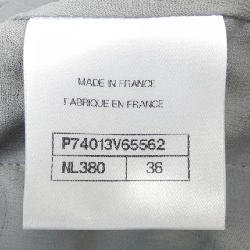 MADE IN FRANCE
FABRIQUE EN FRANCE
P74013V65562
NL380 36